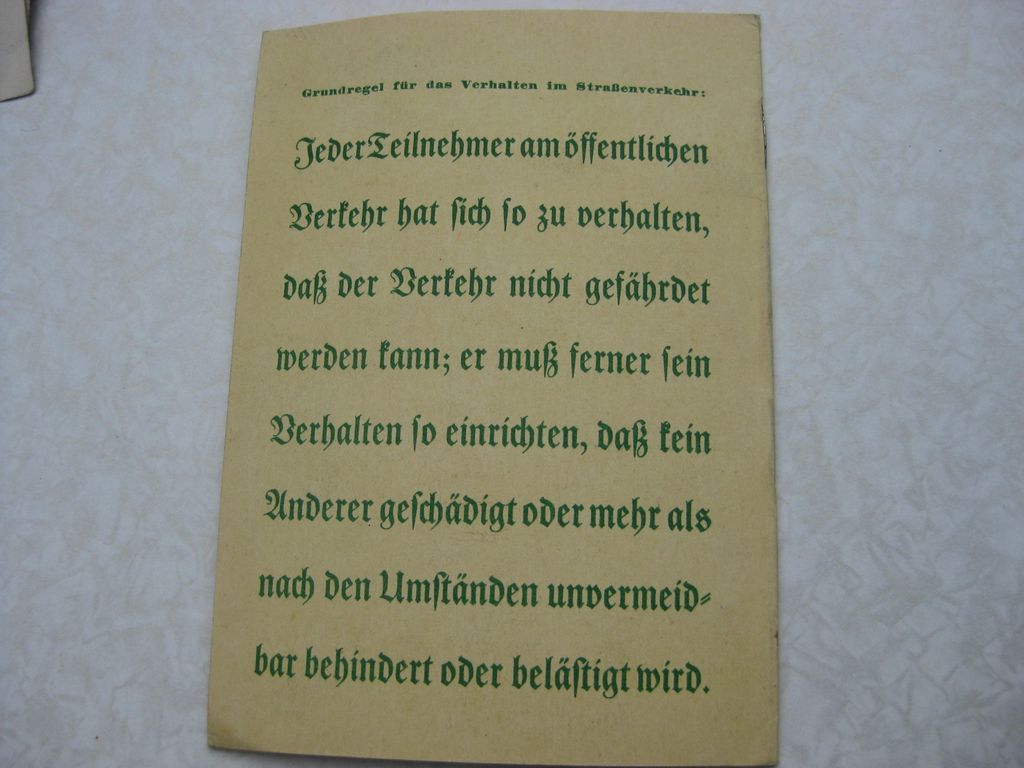 Grundregel für das Verhalten im Straßenverkehr:
Jeder Teilnehmer am öffentlichen
Verkehr hat sich so zu verhalten,
daß der Verkehr nicht gefährdet
werden kann; er muß ferner sein
Verhalten so einrichten, daß kein
Anderer geschädigt oder mehr als
nach den Umständen unvermeid-
bar behindert oder belästigt wird.